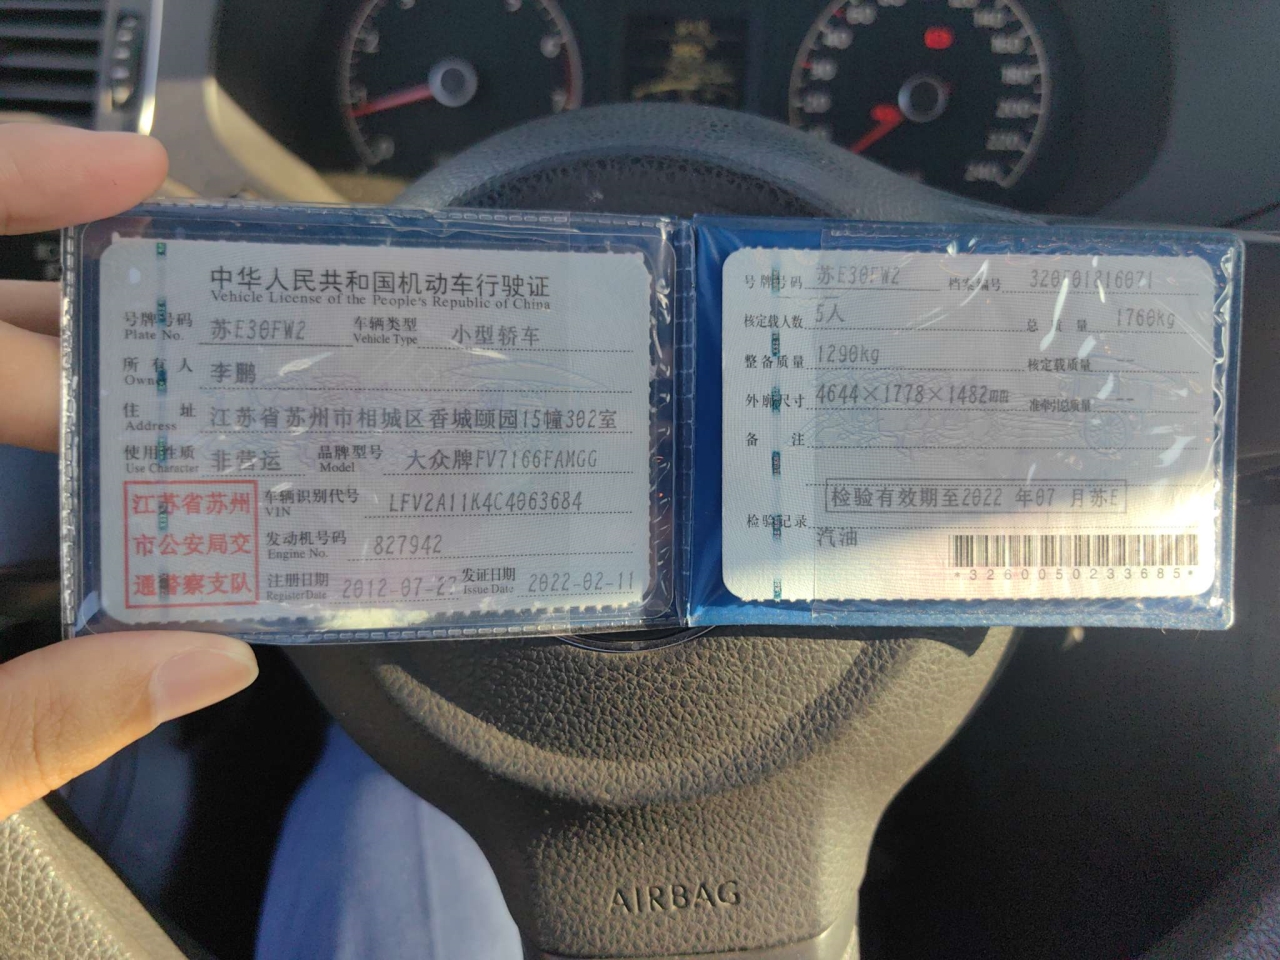 中华人民共和国机动车行驶证
Vehicle License of the People's Republic of China
号牌号码 Plate No. 苏E30FW2 车辆类型 Vehicle Type 小型轿车
所有人 Owner 李鹏
住址 Address 江苏省苏州市相城区香城颐园15幢302室
使用性质 Use Character 非营运 品牌型号 Model 大众牌FV7166FAMGG
江苏省苏州
市公安局交
通警察支队
车辆识别代号 VIN LFV2A11K4C4063684
发动机号码 Engine No. 827942
注册日期 Register Date 2012-07-27 发证日期 Issue Date 2022-02-11
号牌号码 苏E30FW2 档案编号
核定载人数 5人 总质量 1760kg
整备质量 1290kg 核定载质量 --
外廓尺寸 4644×1778×1482mm 准牵引总质量 --
备注
检验有效期至2022 年07 月苏E
检验记录
汽油
*3260050233685*
AIRBAG